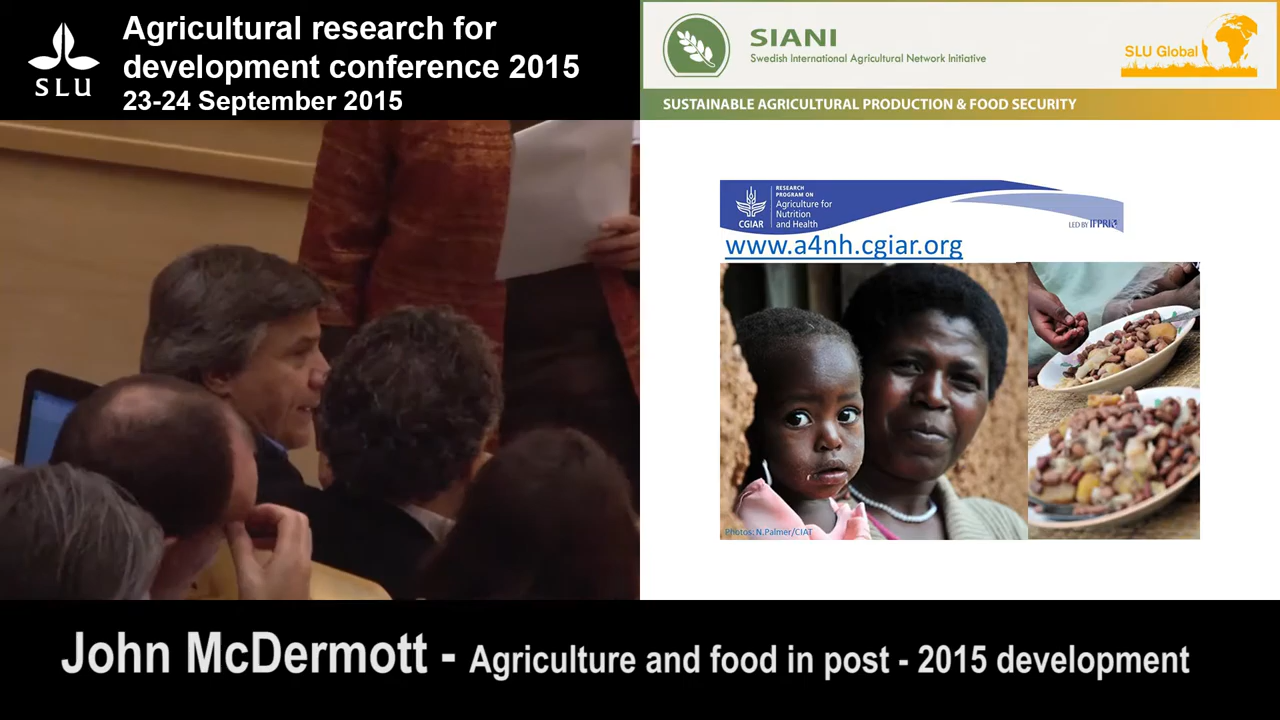 Agricultural research for
development conference 2015
23-24 September 2015
SLU
SIANI
Swedish International Agricultural Network Initiative
SLU Global
SUSTAINABLE AGRICULTURAL PRODUCTION & FOOD SECURITY
RESEARCH
PROGRAM ON
Agriculture for
Nutrition
and Health
CGIAR
LED BY IFPRI
www.a4nh.cgiar.org
Photos: N.Palmer/CIAT
John McDermott - Agriculture and food in post - 2015 development